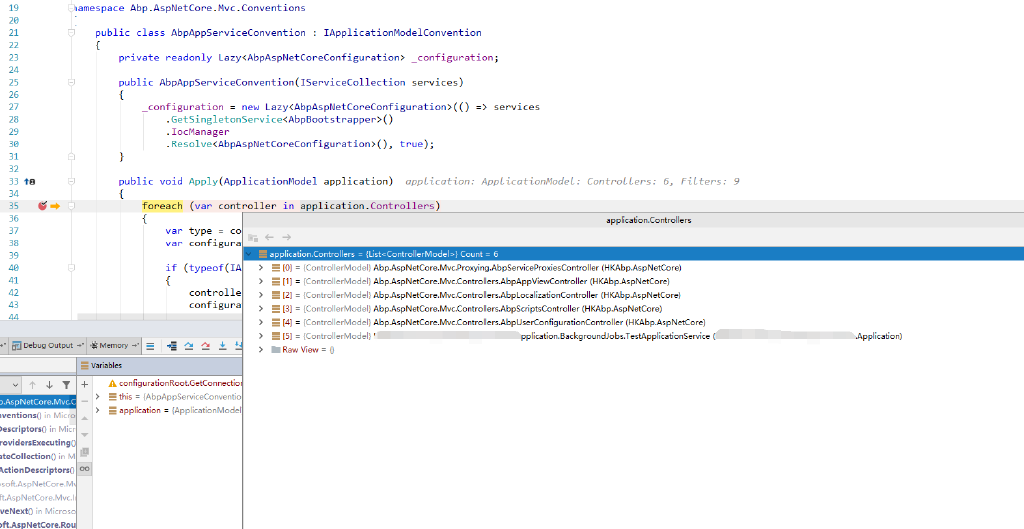 19 namespace Abp.AspNetCore.Mvc.Conventions
20 {
21 public class AbpAppServiceConvention : IApplicationModelConvention
22 {
23 private readonly Lazy<AbpAspNetCoreConfiguration> _configuration;
24
25 public AbpAppServiceConvention(IServiceCollection services)
26 {
27 _configuration = new Lazy<AbpAspNetCoreConfiguration>(() => services
28 .GetSingletonService<AbpBootstrapper>()
29 .IocManager
30 .Resolve<AbpAspNetCoreConfiguration>(), true);
31 }
32
33 public void Apply(ApplicationModel application) application: ApplicationModel: Controllers: 6, Filters: 9
34 {
35 foreach (var controller in application.Controllers)
36 {
37 var type = co
38 var configura
39
40 if (typeof(IA
41 {
42 controlle
43 configura
44
application.Controllers
application.Controllers = {List<ControllerModel>} Count = 6
[0] = {ControllerModel} Abp.AspNetCore.Mvc.Proxying.AbpServiceProxiesController (HKAbp.AspNetCore)
[1] = {ControllerModel} Abp.AspNetCore.Mvc.Controllers.AbpAppViewController (HKAbp.AspNetCore)
[2] = {ControllerModel} Abp.AspNetCore.Mvc.Controllers.AbpLocalizationController (HKAbp.AspNetCore)
[3] = {ControllerModel} Abp.AspNetCore.Mvc.Controllers.AbpScriptsController (HKAbp.AspNetCore)
[4] = {ControllerModel} Abp.AspNetCore.Mvc.Controllers.AbpUserConfigurationController (HKAbp.AspNetCore)
[5] = {ControllerModel} pplication.BackgroundJobs.TestApplicationService ( .Application)
Raw View = {}
Debug Output Memory
Variables
configurationRoot.GetConnectio
this = {AbpAppServiceConventio
application = {ApplicationModel
p.AspNetCore.Mvc.C
ventions() in Micro
Descriptors() in Micr
rovidersExecuting()
ateCollection() in M
ActionDescriptors()
soft.AspNetCore.Mv
ft.AspNetCore.Mvc.I
veNext() in Microso
oft.AspNetCore.Rou